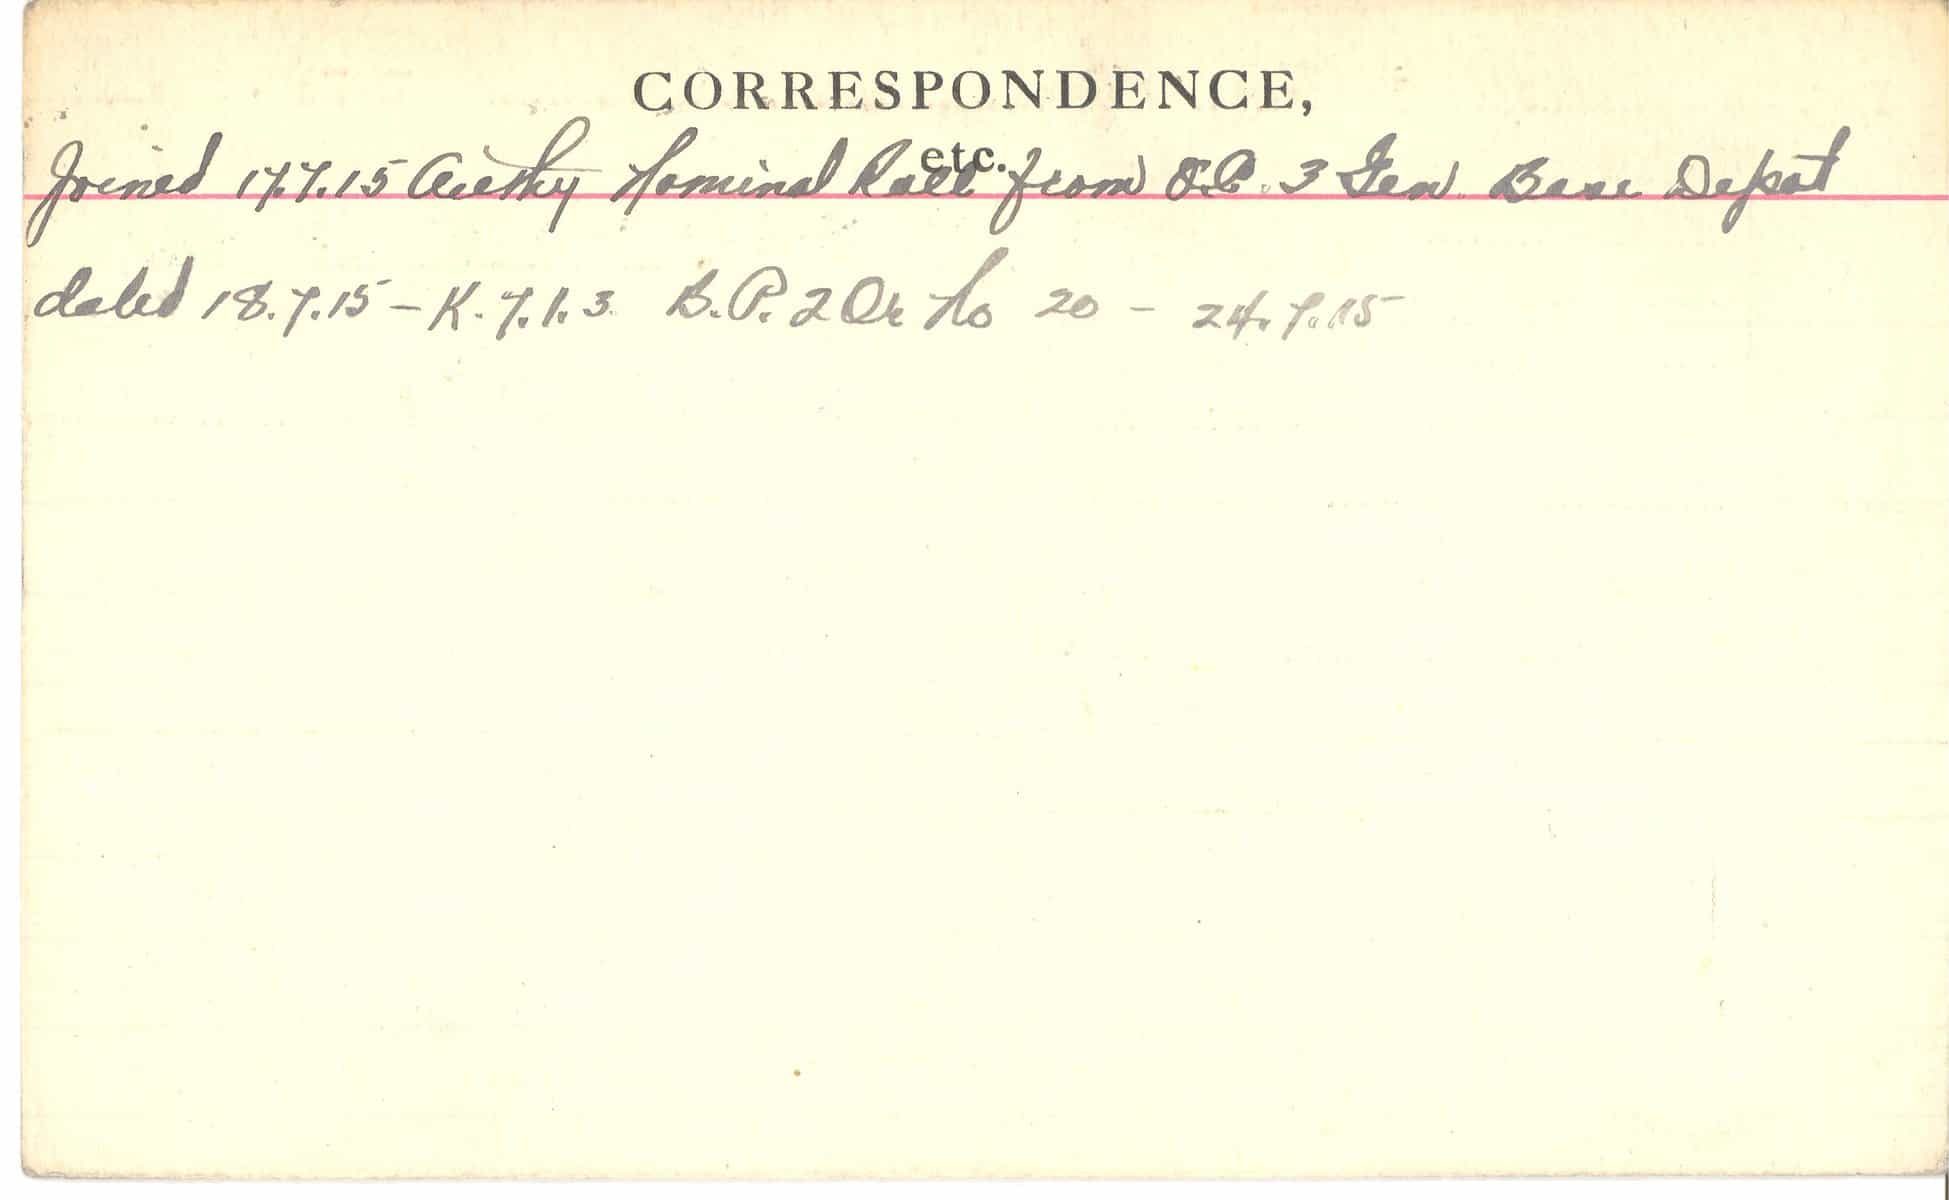 CORRESPONDENCE,
etc.
Joined 17.7.15 Authy Nominal Roll from O.C. 3 Gen Base Depot
dated 18.7.15 – K. 7.1.3. B.P. 2 Or No 20 – 24.7.15